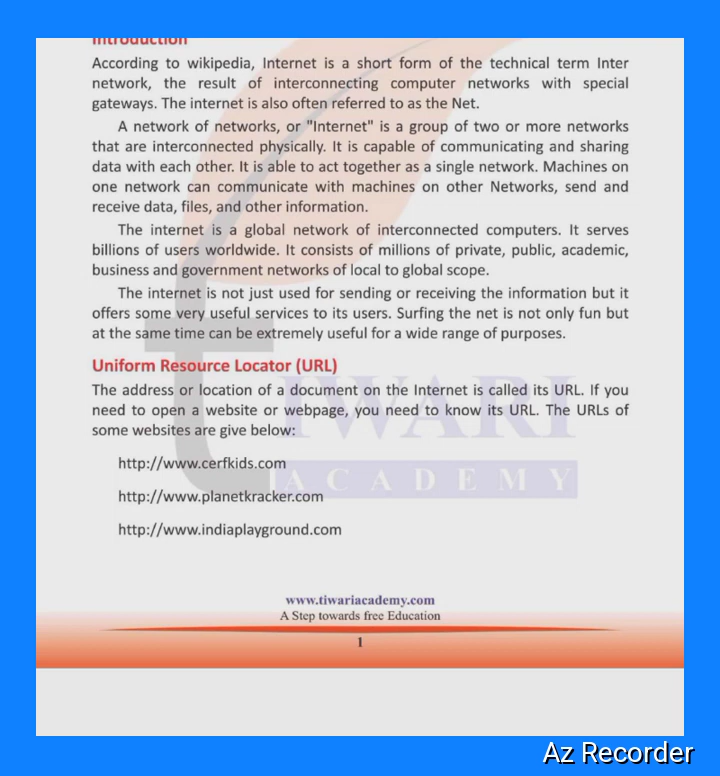 Introduction
According to wikipedia, Internet is a short form of the technical term Inter
network, the result of interconnecting computer networks with special
gateways. The internet is also often referred to as the Net.
A network of networks, or "Internet" is a group of two or more networks
that are interconnected physically. It is capable of communicating and sharing
data with each other. It is able to act together as a single network. Machines on
one network can communicate with machines on other Networks, send and
receive data, files, and other information.
The internet is a global network of interconnected computers. It serves
billions of users worldwide. It consists of millions of private, public, academic,
business and government networks of local to global scope.
The internet is not just used for sending or receiving the information but it
offers some very useful services to its users. Surfing the net is not only fun but
at the same time can be extremely useful for a wide range of purposes.
Uniform Resource Locator (URL)
The address or location of a document on the Internet is called its URL. If you
need to open a website or webpage, you need to know its URL. The URLs of
some websites are give below:
http://www.cerfkids.com
http://www.planetkracker.com
http://www.indiaplayground.com
TIWARI
ACADEMY
www.tiwariacademy.com
A Step towards free Education
1
Az Recorder